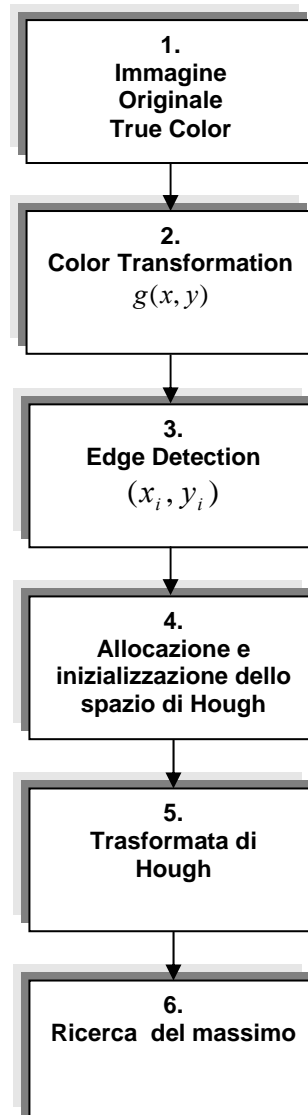 1.
Immagine
Originale
True Color
2.
Color Transformation
g(x, y)
3.
Edge Detection
(x_i, y_i)
4.
Allocazione e
inizializzazione dello
spazio di Hough
5.
Trasformata di
Hough
6.
Ricerca del massimo